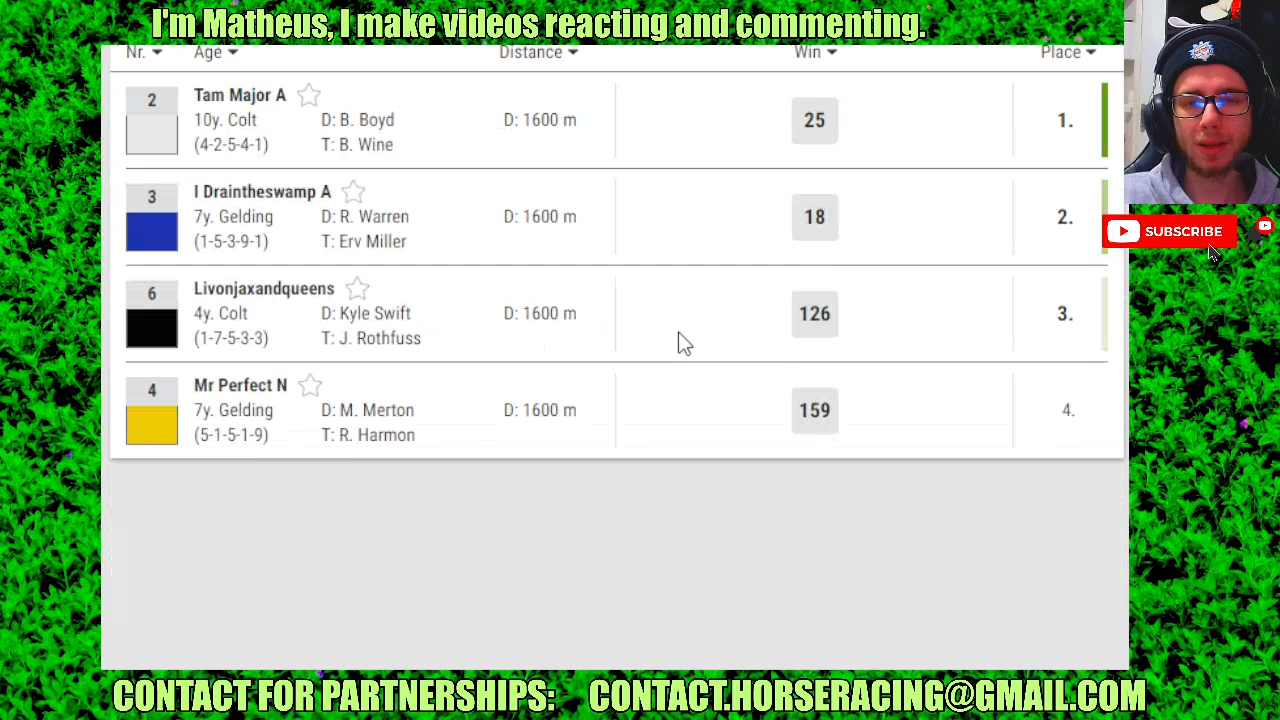 I'm Matheus, I make videos reacting and commenting.
Nr. Age Distance Win Place
2 Tam Major A
10y. Colt D: B. Boyd D: 1600 m 25 1.
(4-2-5-4-1) T: B. Wine
3 I Draintheswamp A
7y. Gelding D: R. Warren D: 1600 m 18 2.
(1-5-3-9-1) T: Erv Miller
SUBSCRIBE
6 Livonjaxandqueens
4y. Colt D: Kyle Swift D: 1600 m 126 3.
(1-7-5-3-3) T: J. Rothfuss
4 Mr Perfect N
7y. Gelding D: M. Merton D: 1600 m 159 4.
(5-1-5-1-9) T: R. Harmon
CONTACT FOR PARTNERSHIPS: CONTACT.HORSERACING@GMAIL.COM